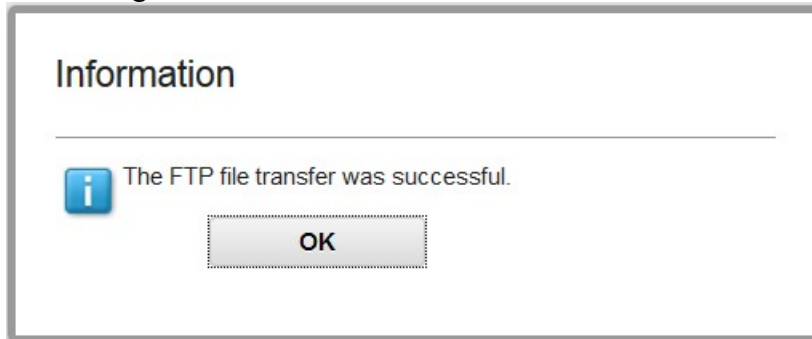 Information
The FTP file transfer was successful.
OK